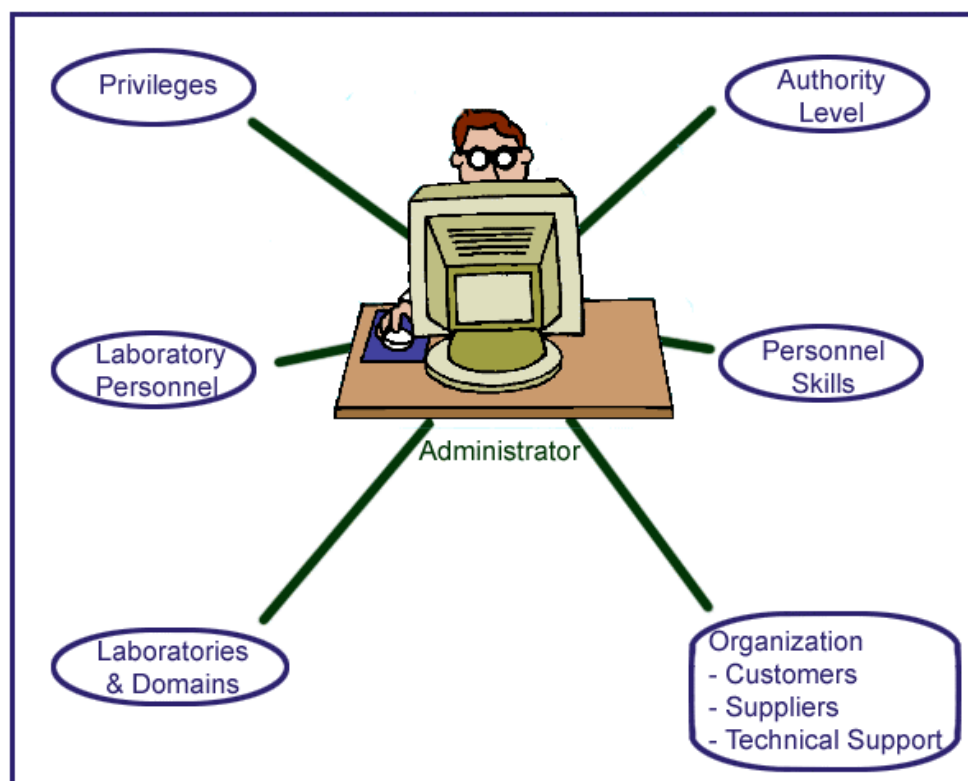 Privileges
Authority
Level
Laboratory
Personnel
Personnel
Skills
Administrator
Laboratories
& Domains
Organization
- Customers
- Suppliers
- Technical Support